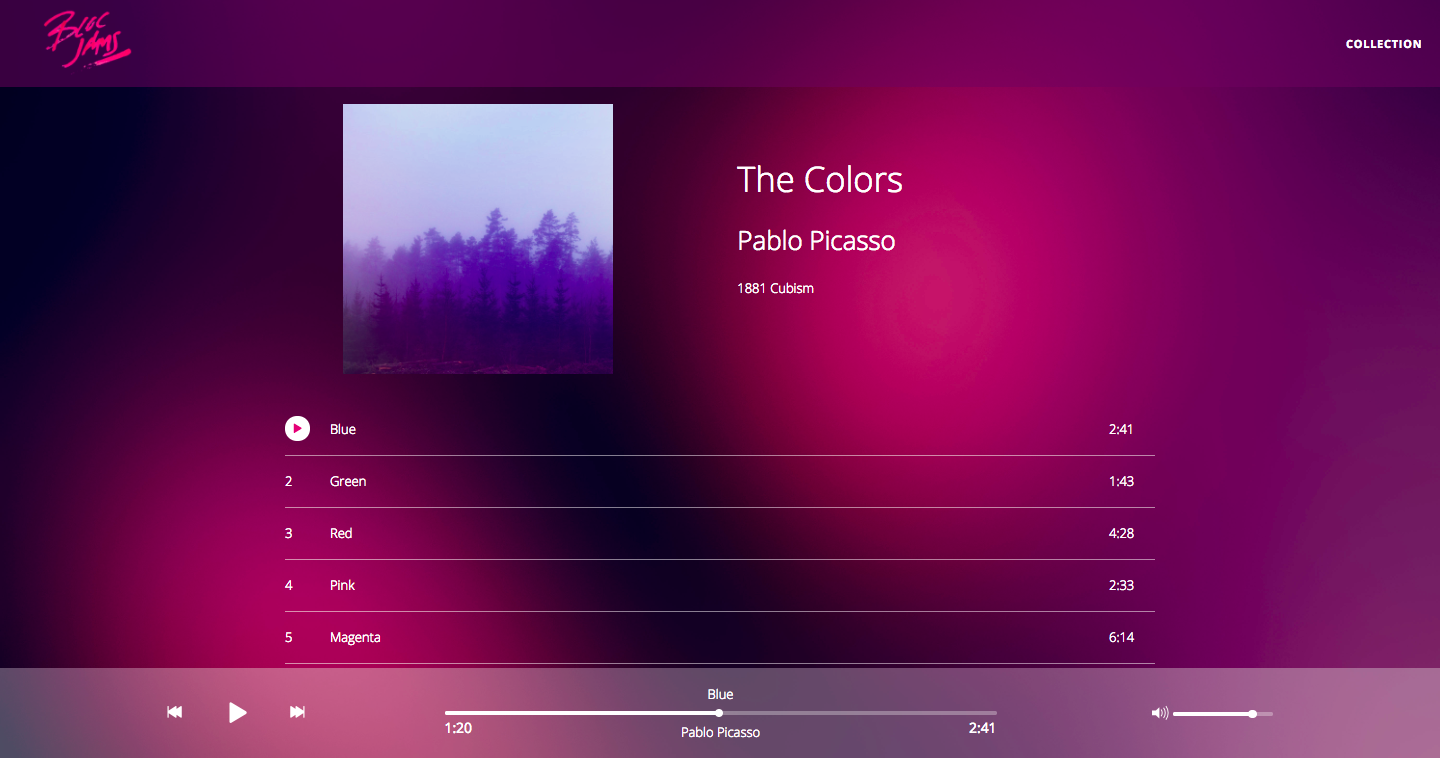 BLOC
JAMS
COLLECTION
The Colors
Pablo Picasso
1881 Cubism
Blue 2:41
2 Green 1:43
3 Red 4:28
4 Pink 2:33
5 Magenta 6:14
Blue
1:20 2:41
Pablo Picasso